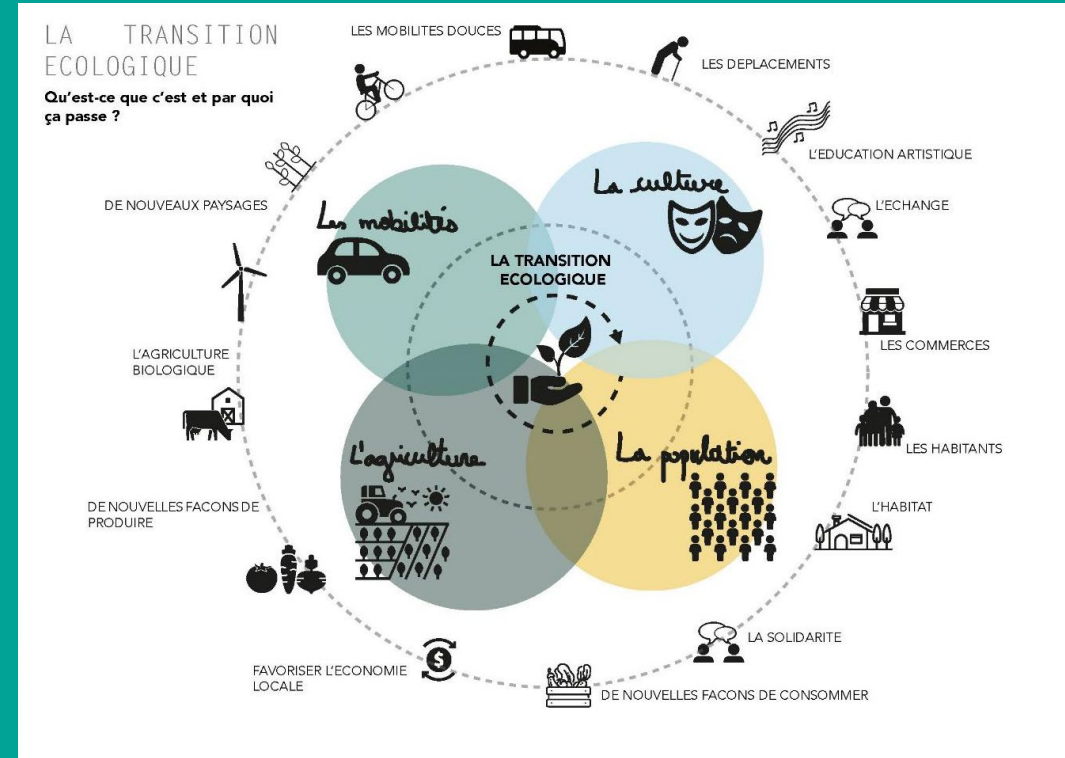 LA TRANSITION
ECOLOGIQUE
Qu'est-ce que c'est et par quoi
ça passe ?
LES MOBILITES DOUCES
LES DEPLACEMENTS
L'EDUCATION ARTISTIQUE
DE NOUVEAUX PAYSAGES
L'ECHANGE
La culture
Les mobilités
LA TRANSITION
ECOLOGIQUE
LES COMMERCES
L'AGRICULTURE
BIOLOGIQUE
L'agriculture
La population
LES HABITANTS
DE NOUVELLES FACONS DE
PRODUIRE
L'HABITAT
LA SOLIDARITE
FAVORISER L'ECONOMIE
LOCALE
$
DE NOUVELLES FACONS DE CONSOMMER